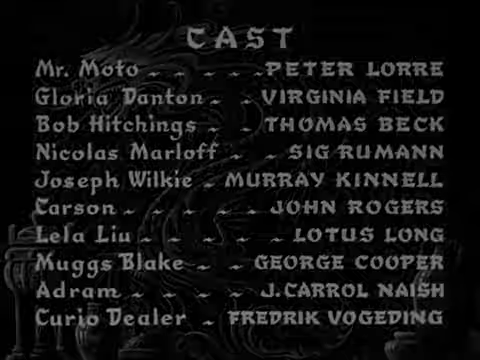 CAST
Mr. Moto - - - - - PETER LORRE
Gloria Danton - - VIRGINIA FIELD
Bob Hitchings - - THOMAS BECK
Nicolas Marloff - - SIG RUMANN
Joseph Wilkie - MURRAY KINNELL
Carson - - - - - JOHN ROGERS
Lela Liu - - - - - LOTUS LONG
Muggs Blake - - GEORGE COOPER
Adram - - - - J. CARROL NAISH
Curio Dealer - FREDRIK VOGEDING